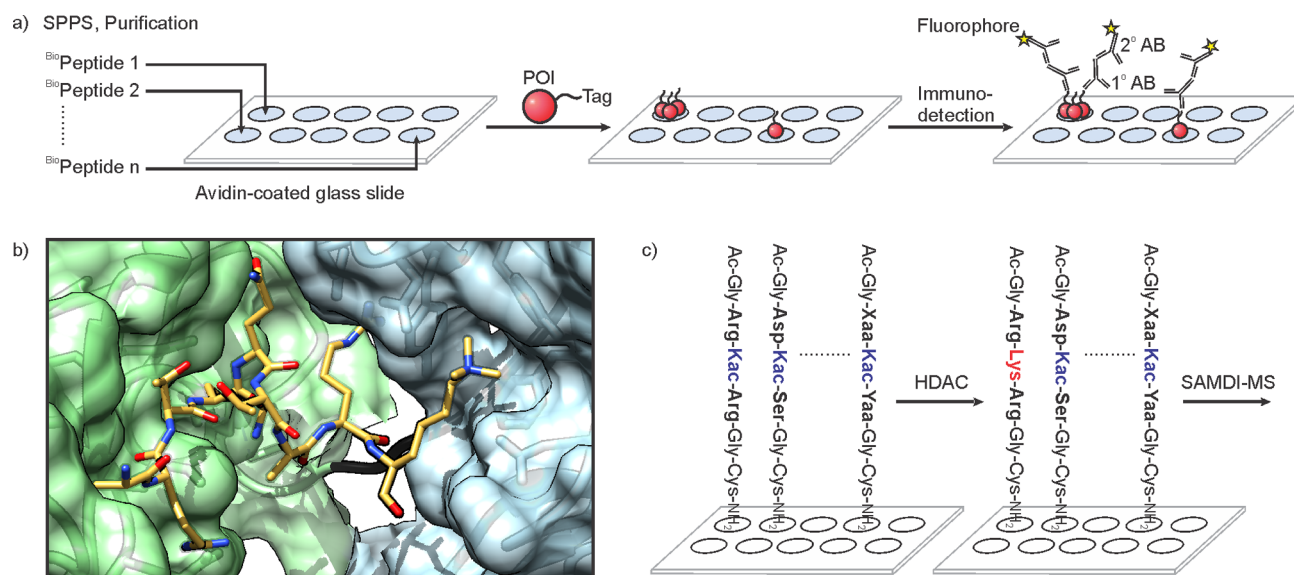 a) SPPS, Purification
BioPeptide 1
BioPeptide 2
BioPeptide n
Avidin-coated glass slide
POI
Tag
Immuno-
detection
Fluorophore
2° AB
1° AB
b)
c)
Ac-Gly-Arg-Kac-Arg-Gly-Cys-NH2
Ac-Gly-Asp-Kac-Ser-Gly-Cys-NH2
Ac-Gly-Xaa-Kac-Yaa-Gly-Cys-NH2
HDAC
Ac-Gly-Arg-Lys-Arg-Gly-Cys-NH2
Ac-Gly-Asp-Kac-Ser-Gly-Cys-NH2
Ac-Gly-Xaa-Kac-Yaa-Gly-Cys-NH2
SAMDI-MS